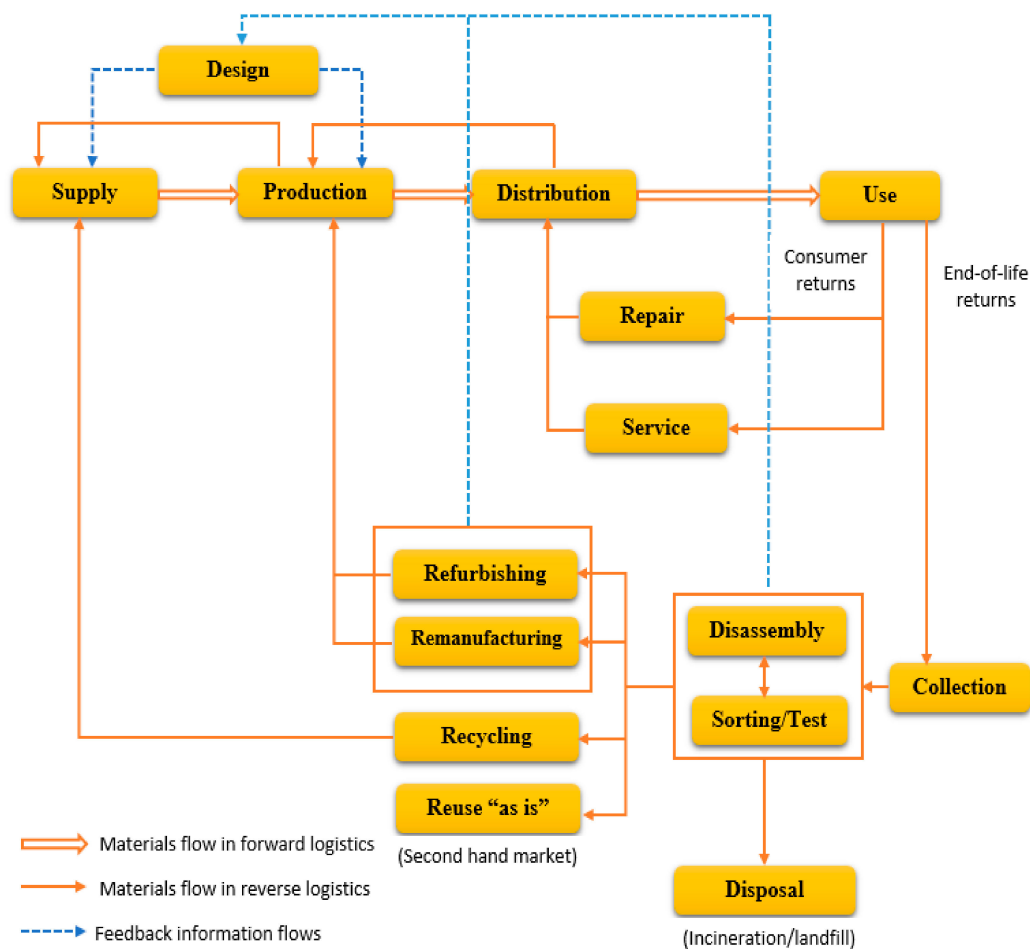 Design
Supply
Production
Distribution
Use
Consumer
returns
End-of-life
returns
Repair
Service
Refurbishing
Remanufacturing
Disassembly
Sorting/Test
Collection
Recycling
Reuse “as is”
(Second hand market)
Disposal
(Incineration/landfill)
Materials flow in forward logistics
Materials flow in reverse logistics
Feedback information flows